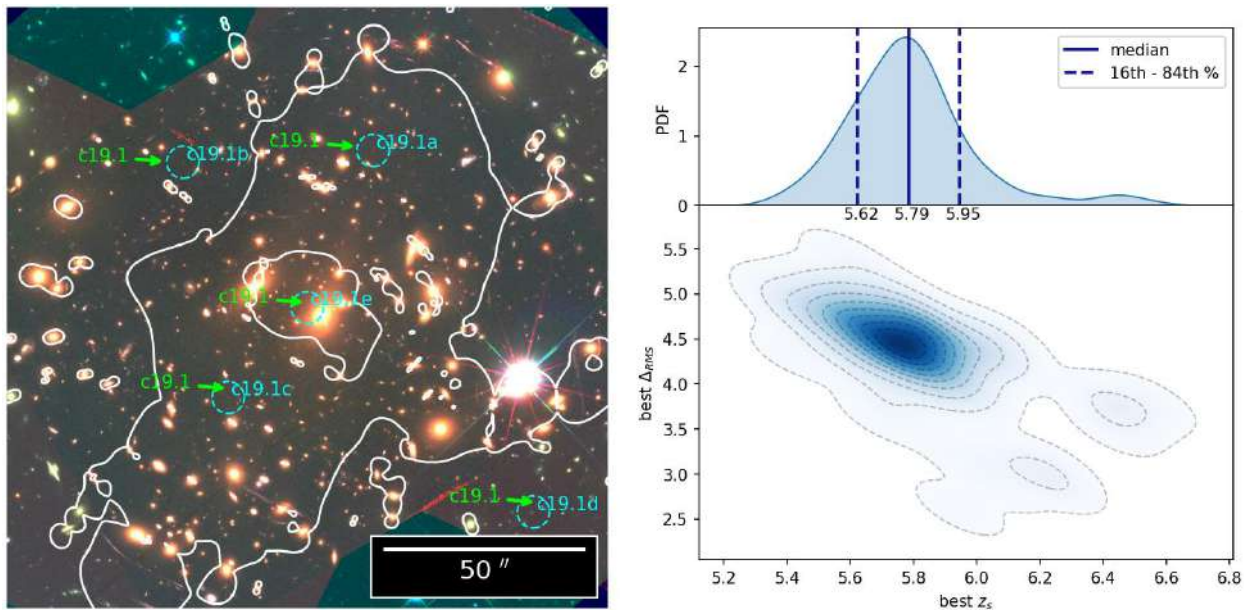 c19.1 c19.1b
c19.1 c19.1a
c19.1 c19.1e
c19.1 c19.1c
c19.1 c19.1d
50 "
median
16th - 84th %
PDF
2
1
0
5.62 5.79 5.95
best ΔRMS
5.5
5.0
4.5
4.0
3.5
3.0
2.5
5.2 5.4 5.6 5.8 6.0 6.2 6.4 6.6 6.8
best zs